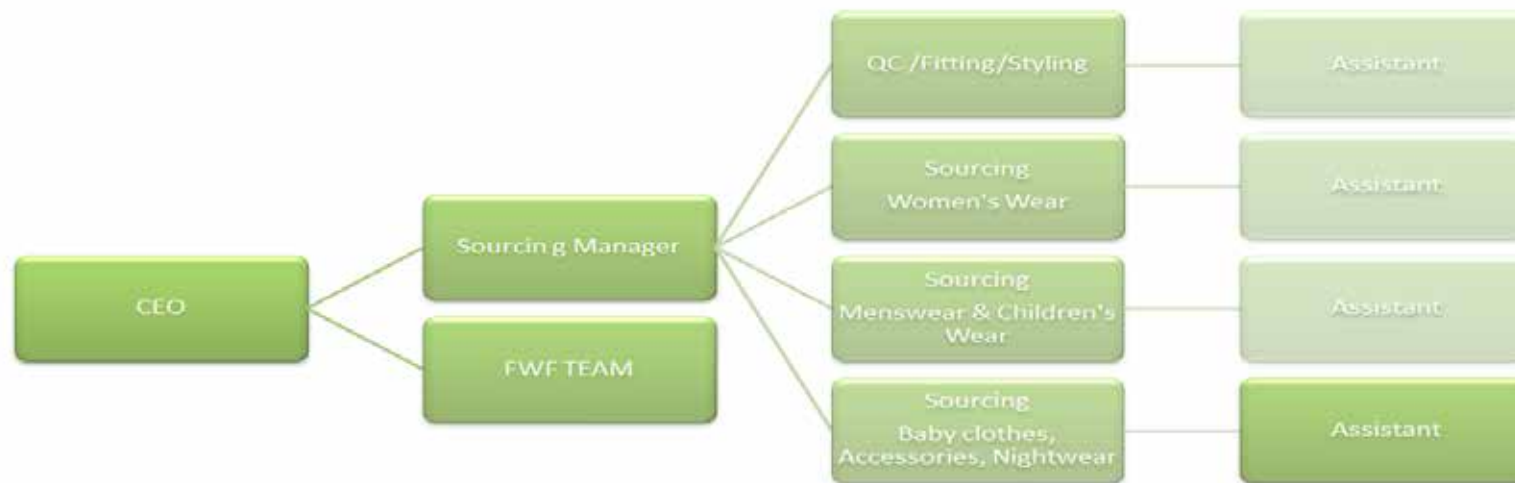 QC /Fitting/Styling
Assistant
Sourcing
Women's Wear
Assistant
Sourcing Manager
CEO
Sourcing
Menswear & Children's
Wear
Assistant
FWF TEAM
Sourcing
Baby clothes,
Accessories, Nightwear
Assistant